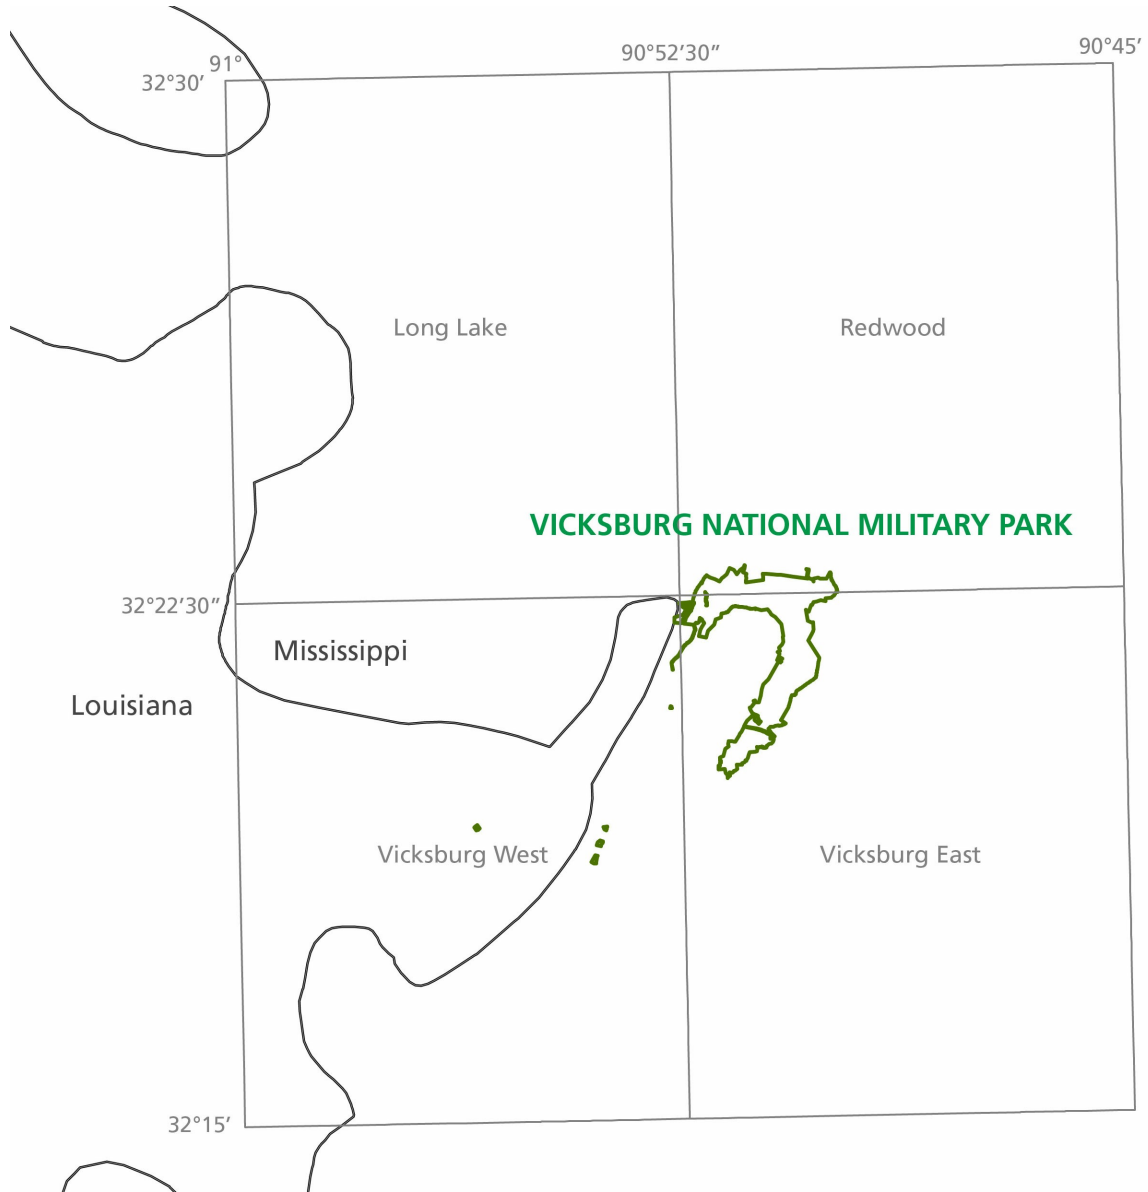 90°45′
90°52′30″
91°
32°30′
Long Lake
Redwood
VICKSBURG NATIONAL MILITARY PARK
32°22′30″
Mississippi
Louisiana
Vicksburg West
Vicksburg East
32°15′